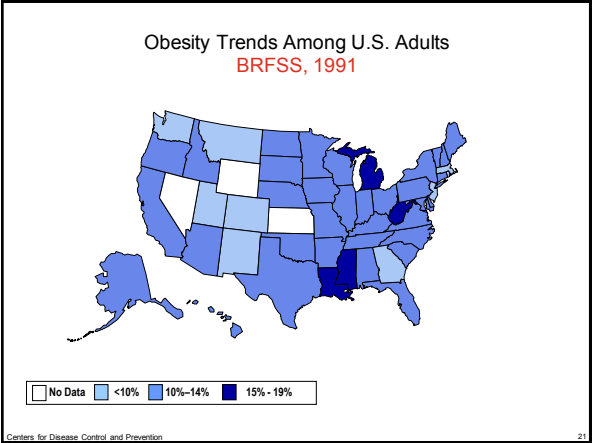 Obesity Trends Among U.S. Adults
BRFSS, 1991
No Data <10% 10%–14% 15% - 19%
Centers for Disease Control and Prevention 21